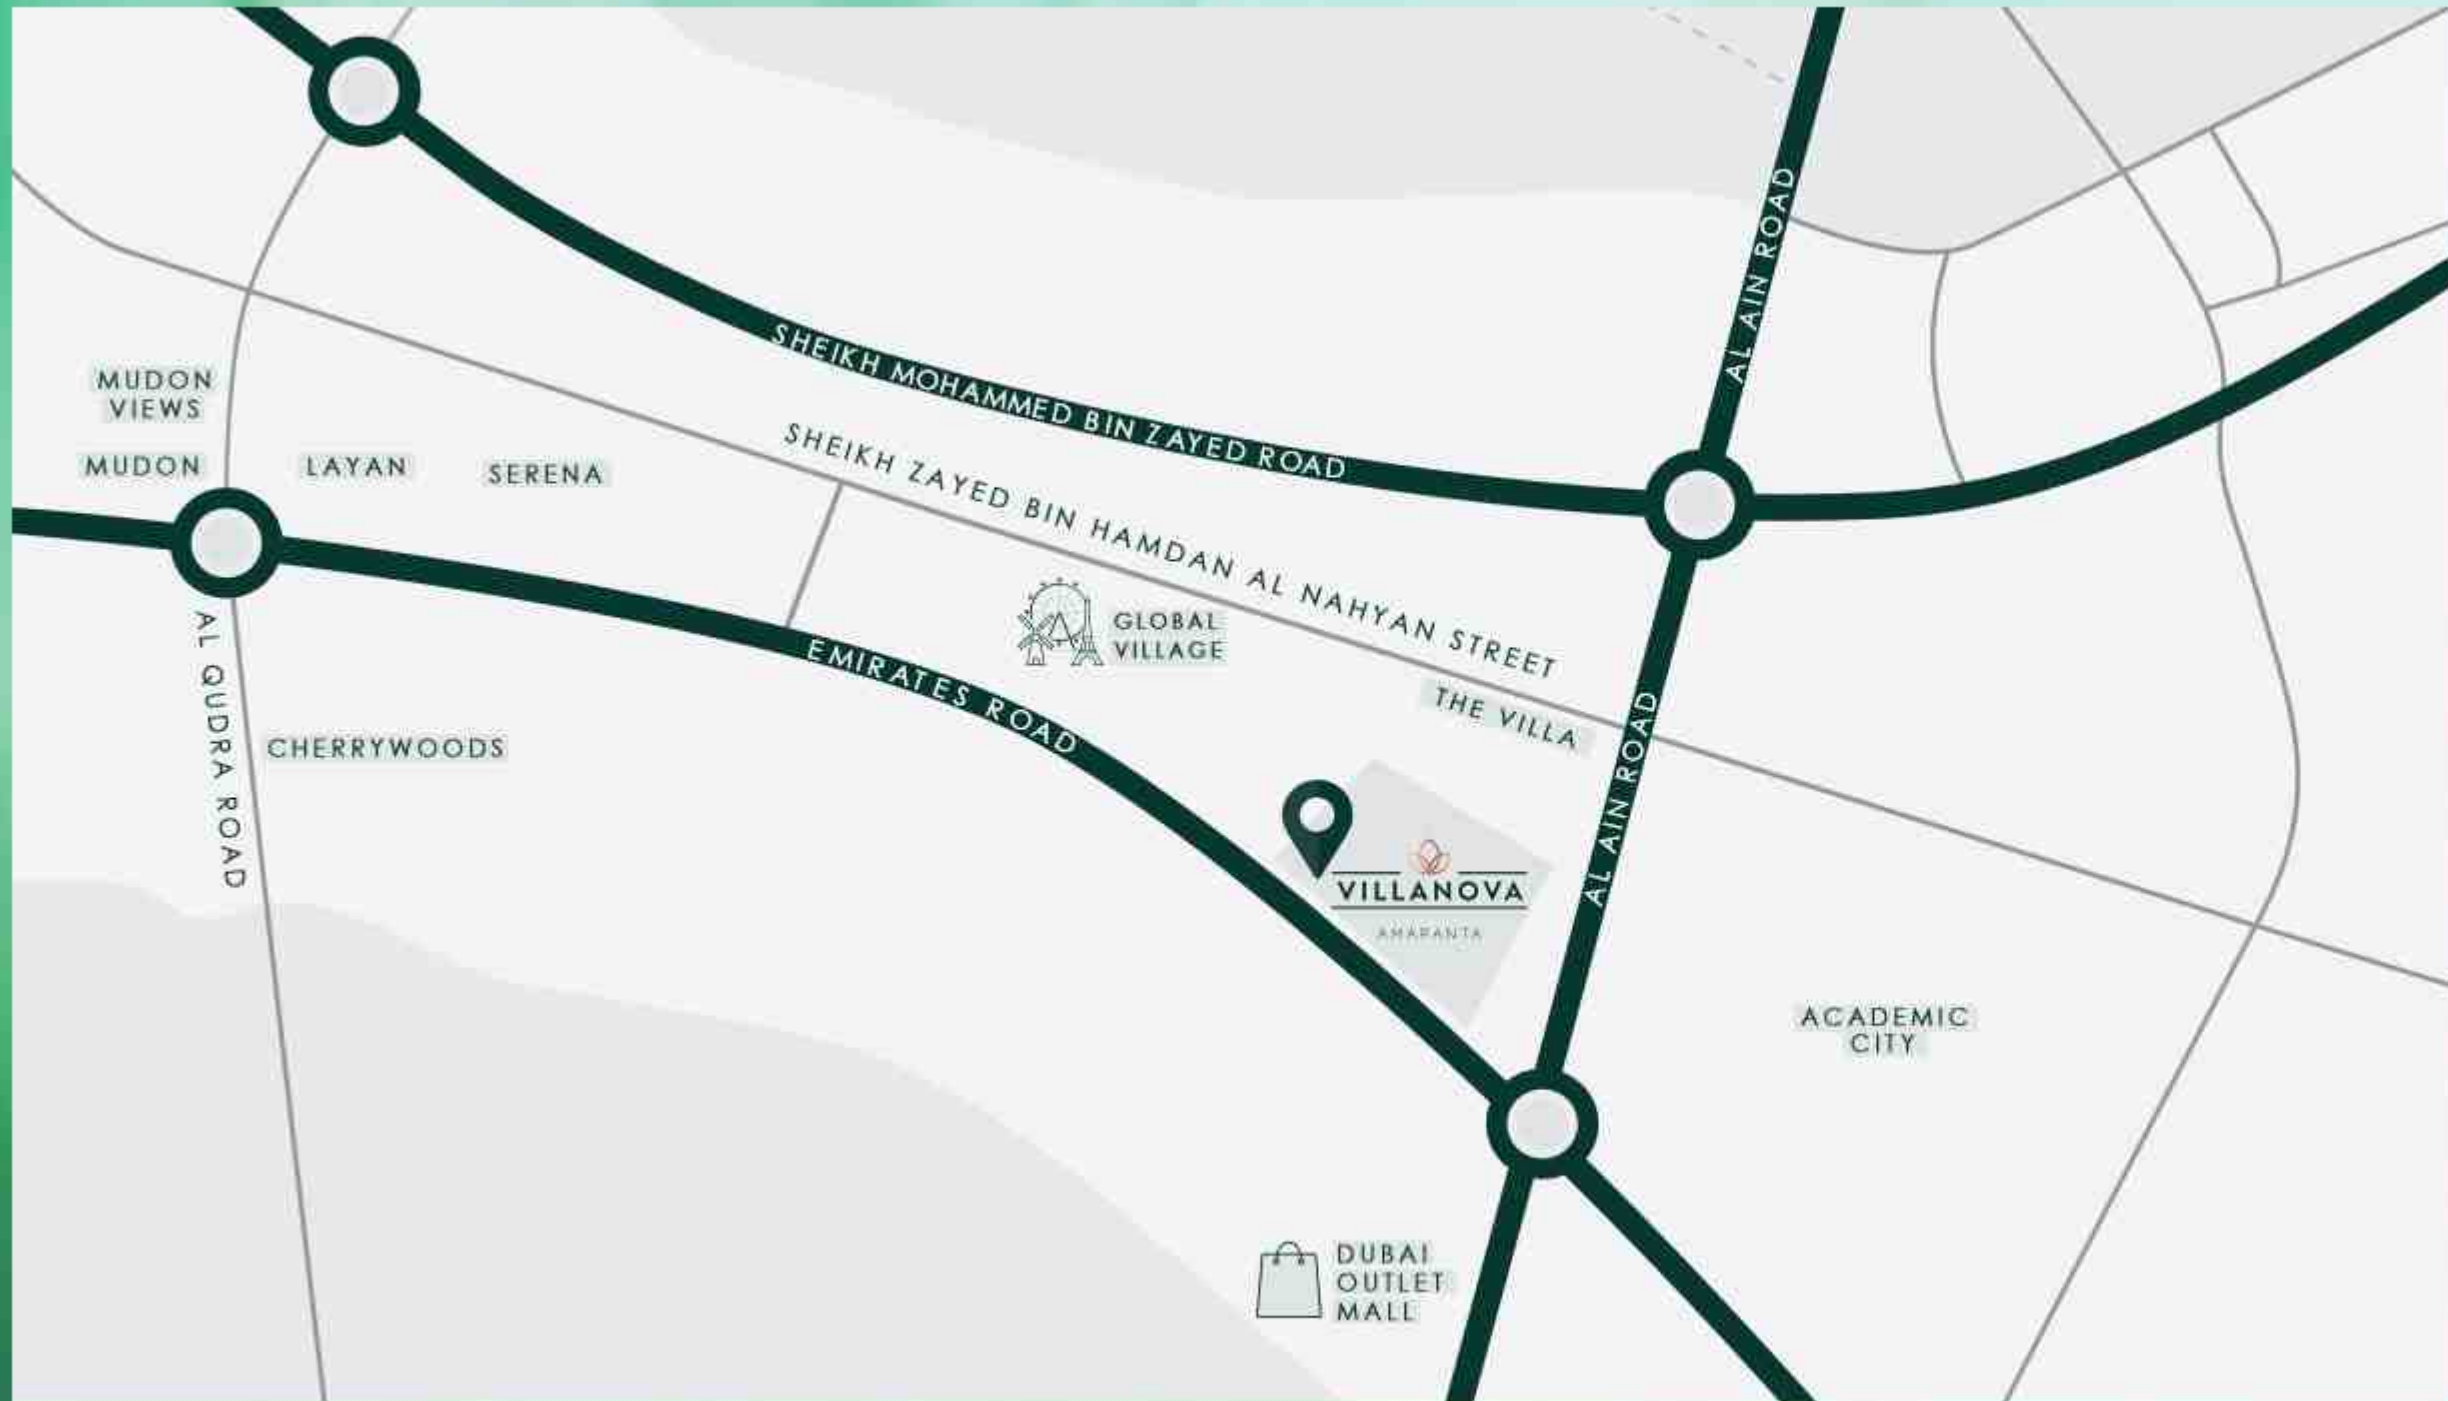 AL AIN ROAD
SHEIKH MOHAMMED BIN ZAYED ROAD
MUDON
VIEWS
MUDON
LAYAN
SERENA
SHEIKH ZAYED BIN HAMDAN AL NAHYAN STREET
GLOBAL
VILLAGE
EMIRATES ROAD
AL QUDRA ROAD
CHERRYWOODS
THE VILLA
AL AIN ROAD
VILLANOVA
AMARANTA
ACADEMIC
CITY
DUBAI
OUTLET
MALL